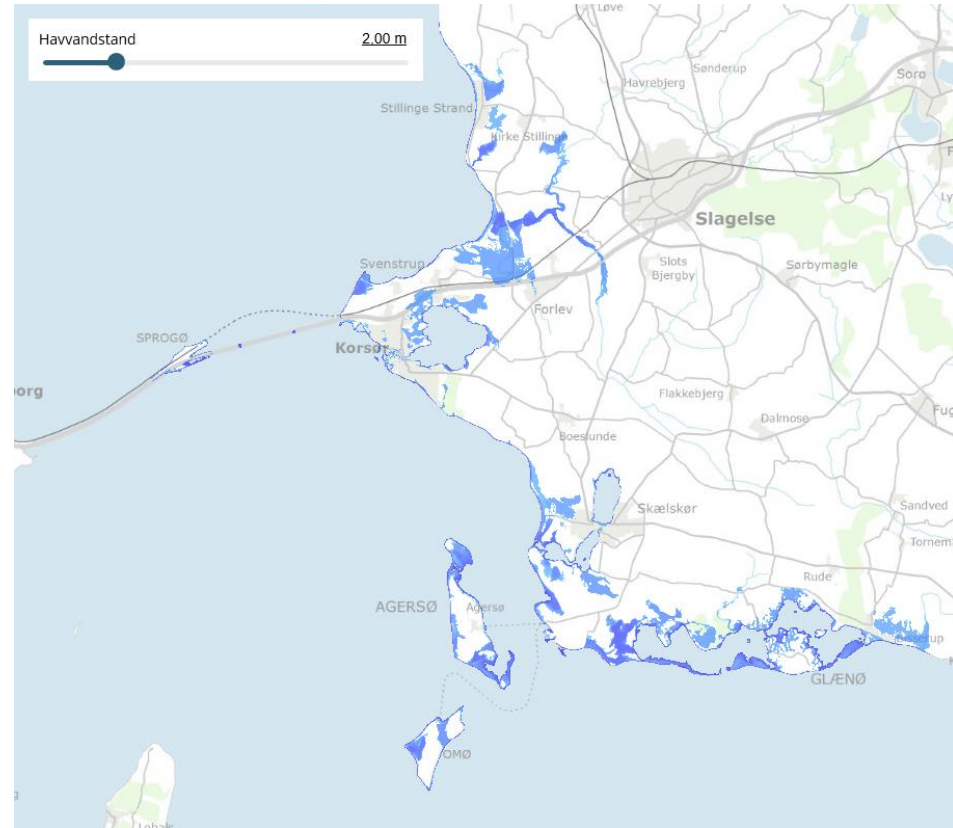 Havvandstand 2.00 m
Løve
Sønderup
Havrebjerg
Sorø
Stillinge Strand
Kirke Stillinge
Slagelse
Svenstrup
Slots
Bjergby
Sørbymagle
Forlev
SPROGØ
Korsør
borg
Flakkebjerg
Dalmose
Fug
Boeslunde
Skælskør
Sandved
Tornem
Rude
AGERSØ
Agersø
GLÆNØ
OMØ